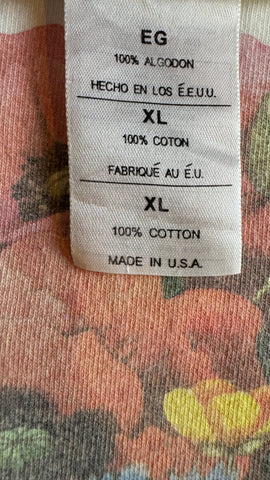 EG
100% ALGODON
HECHO EN LOS É.E.U.U.
XL
100% COTON
FABRIQUÉ AU É.U.
XL
100% COTTON
MADE IN U.S.A.